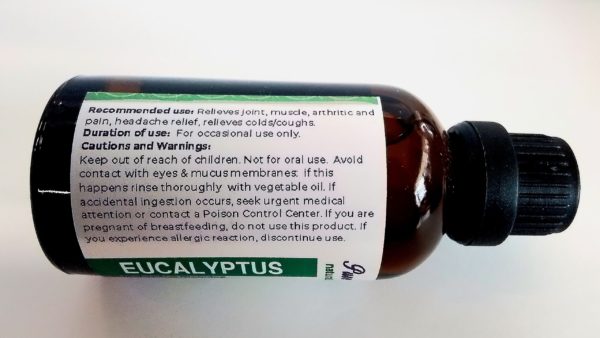 Recommended use: Relieves joint, muscle, arthritic and
pain, headache relief, relieves colds/coughs.
Duration of use: For occasional use only.
Cautions and Warnings:
Keep out of reach of children. Not for oral use. Avoid
contact with eyes & mucus membranes: if this
happens rinse thoroughly with vegetable oil. If
accidental ingestion occurs, seek urgent medical
attention or contact a Poison Control Center. If you are
pregnant of breastfeeding, do not use this product. If
you experience allergic reaction, discontinue use.
EUCALYPTUS